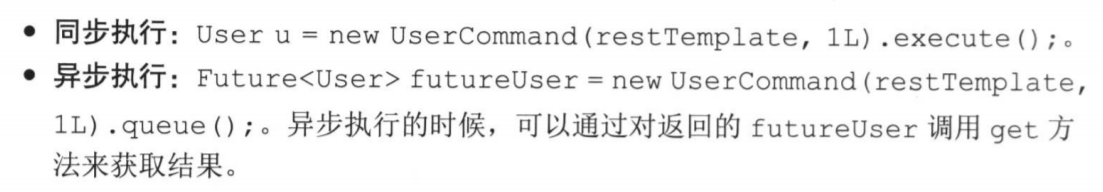 • 同步执行：User u = new UserCommand(restTemplate, 1L).execute();。
• 异步执行：Future<User> futureUser = new UserCommand(restTemplate,
1L).queue();。异步执行的时候，可以通过对返回的 futureUser 调用 get 方
法来获取结果。